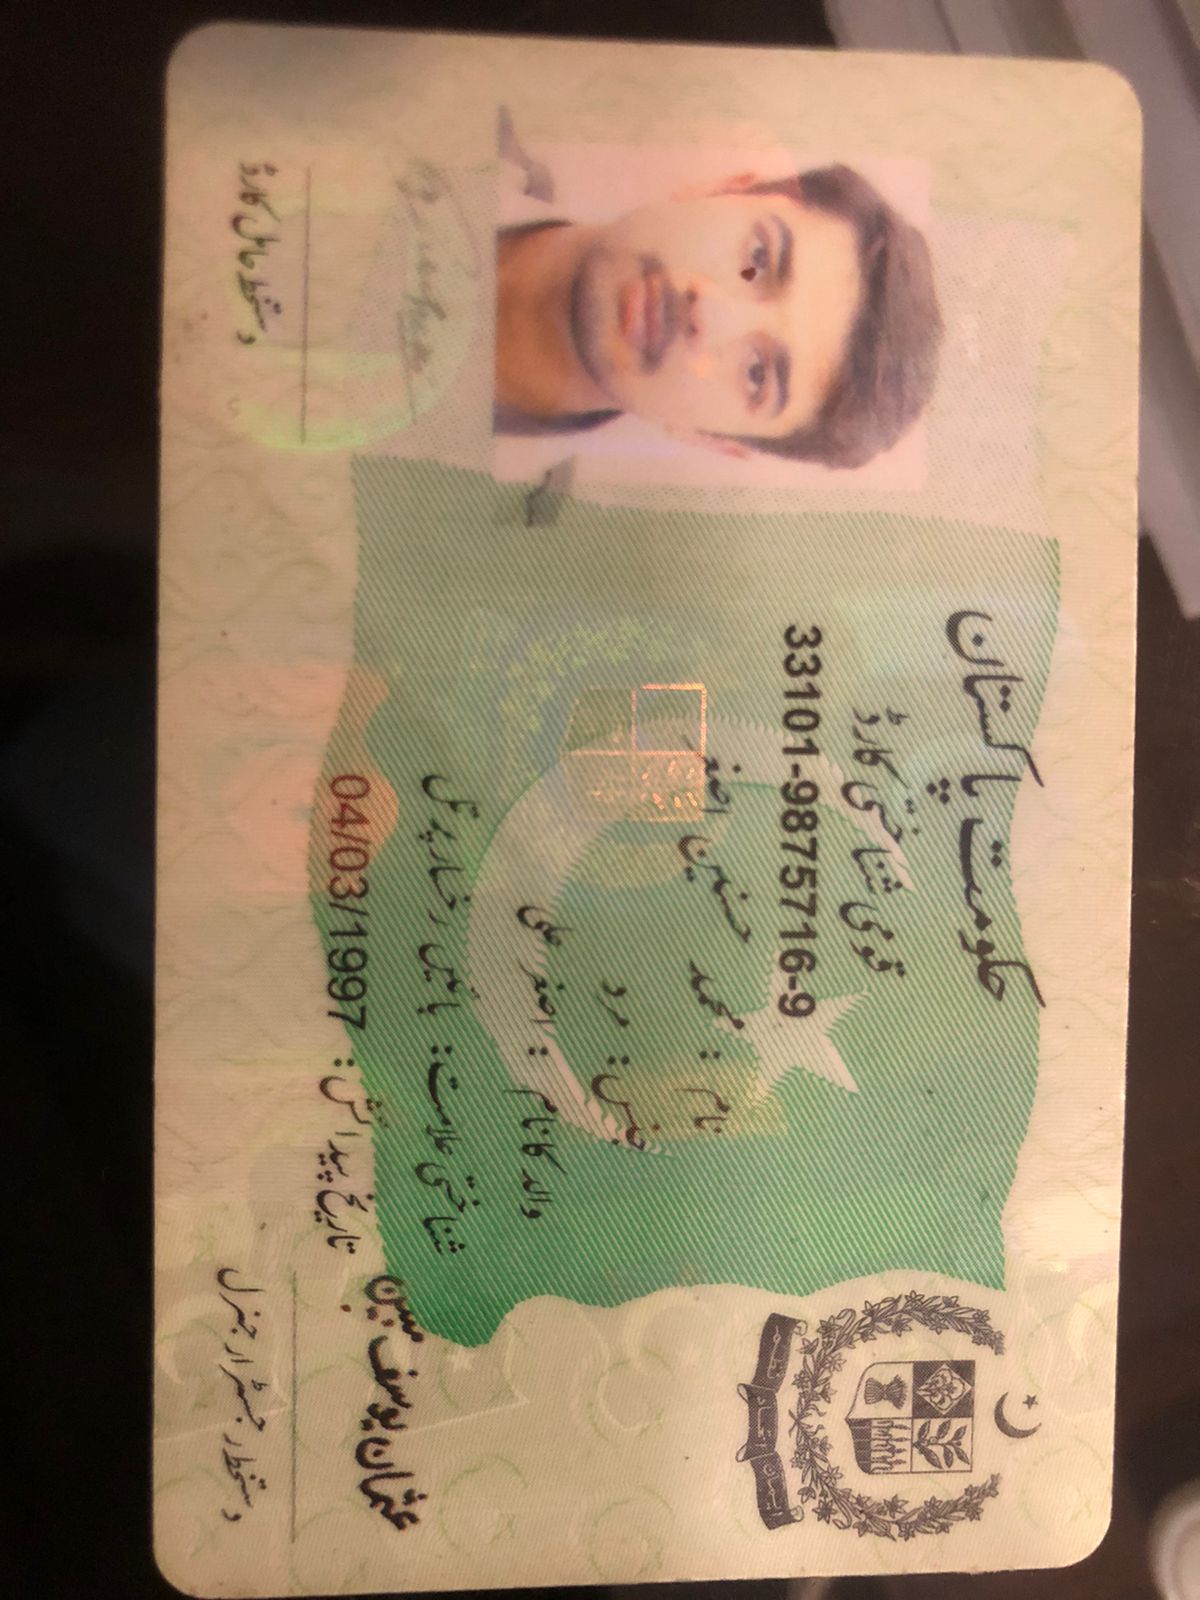 حکومت پاکستان
قومی شناختی کارڈ
33101-9875716-9
نام : محمد حسنین اصغر
جنس: مرد
والد کا نام : اصغر علی
شناختی علامت: بائیں رخسار پر تل
تاریخ پیدائش: 04/03/1997
ایمان اتحاد نظم
عثمان یوسف مبین
دستخط رجسٹرار جنرل
دستخط حامل کارڈ